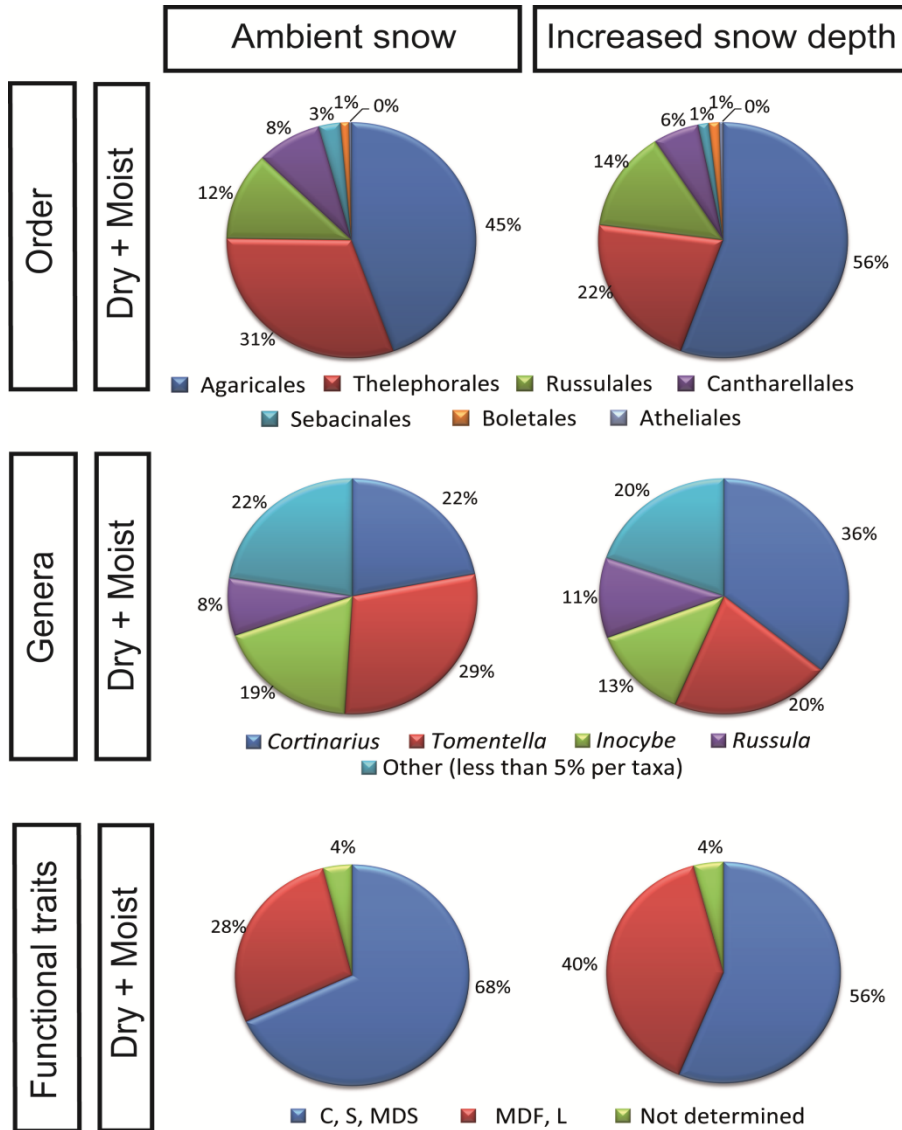 Ambient snow
Increased snow depth
Order
Dry + Moist
1%
0%
3%
8%
12%
45%
31%
1%
0%
1%
6%
14%
56%
22%
Agaricales Thelephorales Russulales Cantharellales
Sebacinales Boletales Atheliales
Genera
Dry + Moist
22%
22%
8%
19%
29%
20%
36%
11%
13%
20%
Cortinarius Tomentella Inocybe Russula
Other (less than 5% per taxa)
Functional traits
Dry + Moist
4%
28%
68%
4%
40%
56%
C, S, MDS MDF, L Not determined